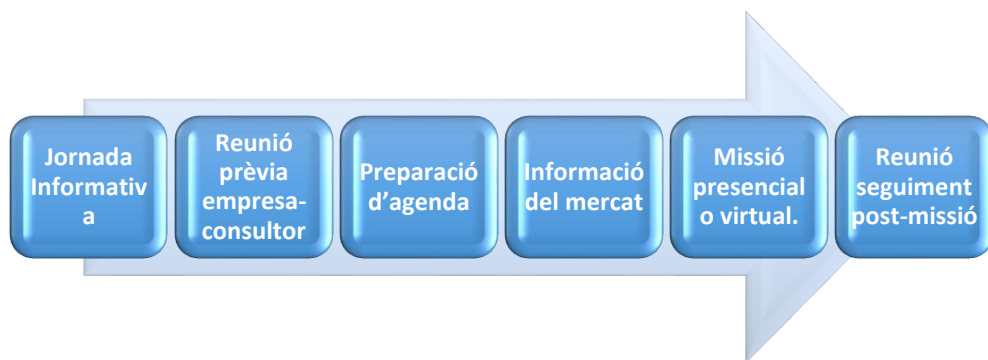 Jornada
Informativ
a
Reunió
prèvia
empresa-
consultor
Preparació
d’agenda
Informació
del mercat
Missió
presencial
o virtual.
Reunió
seguiment
post-missió